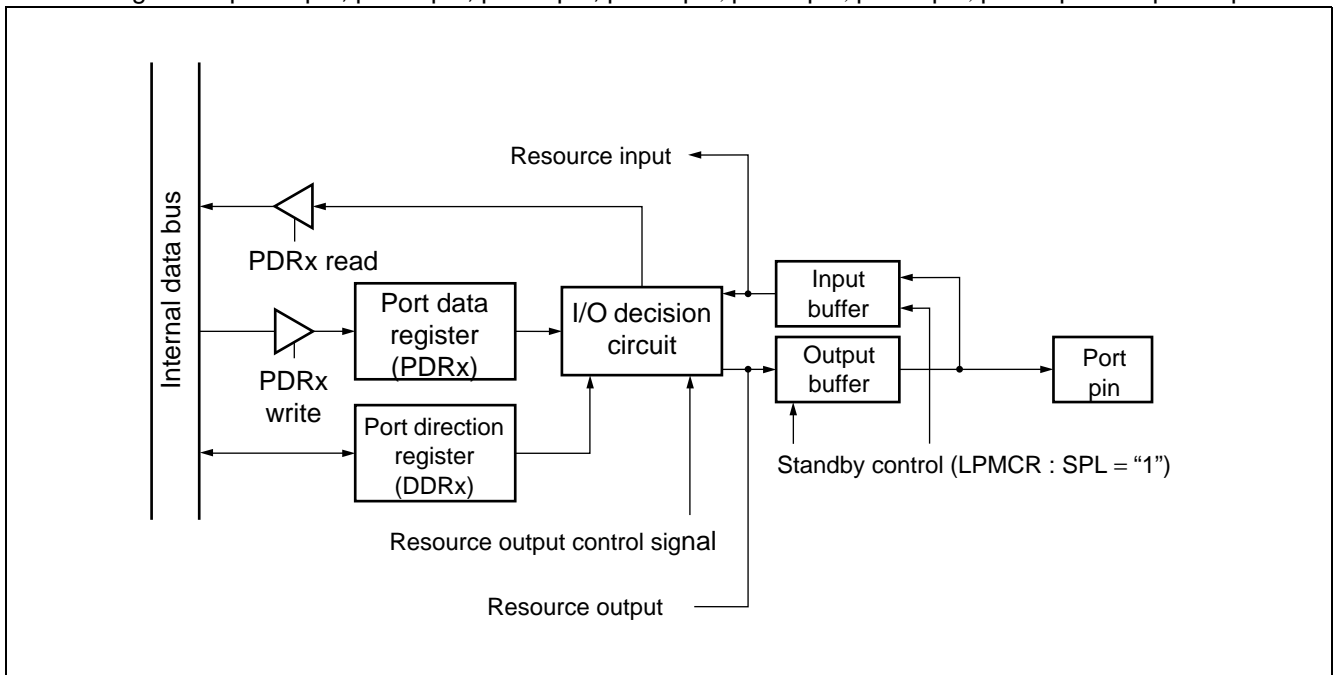 Resource input
Internal data bus
PDRx read
Port data
register
(PDRx)
I/O decision
circuit
Input
buffer
Output
buffer
Port
pin
PDRx
write
Port direction
register
(DDRx)
Standby control (LPMCR : SPL = “1”)
Resource output control signal
Resource output